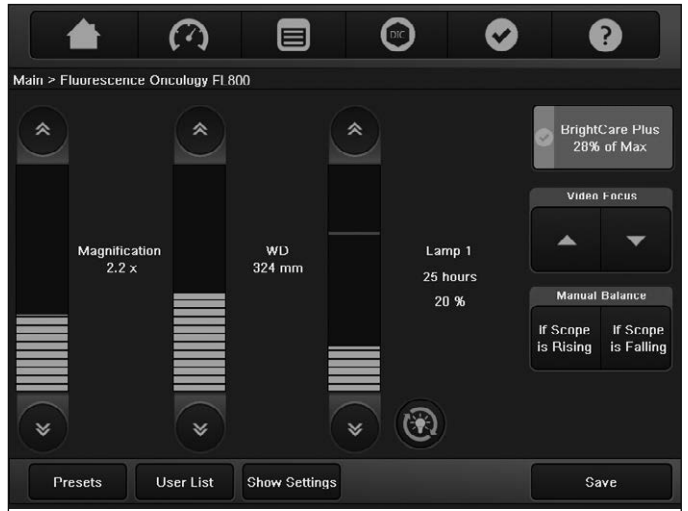 DIC
?
Main > Fluorescence Oncology FL800
BrightCare Plus
28% of Max
Video Focus
Magnification
2.2 x
WD
324 mm
Lamp 1
25 hours
20 %
Manual Balance
If Scope
is Rising
If Scope
is Falling
Presets
User List
Show Settings
Save